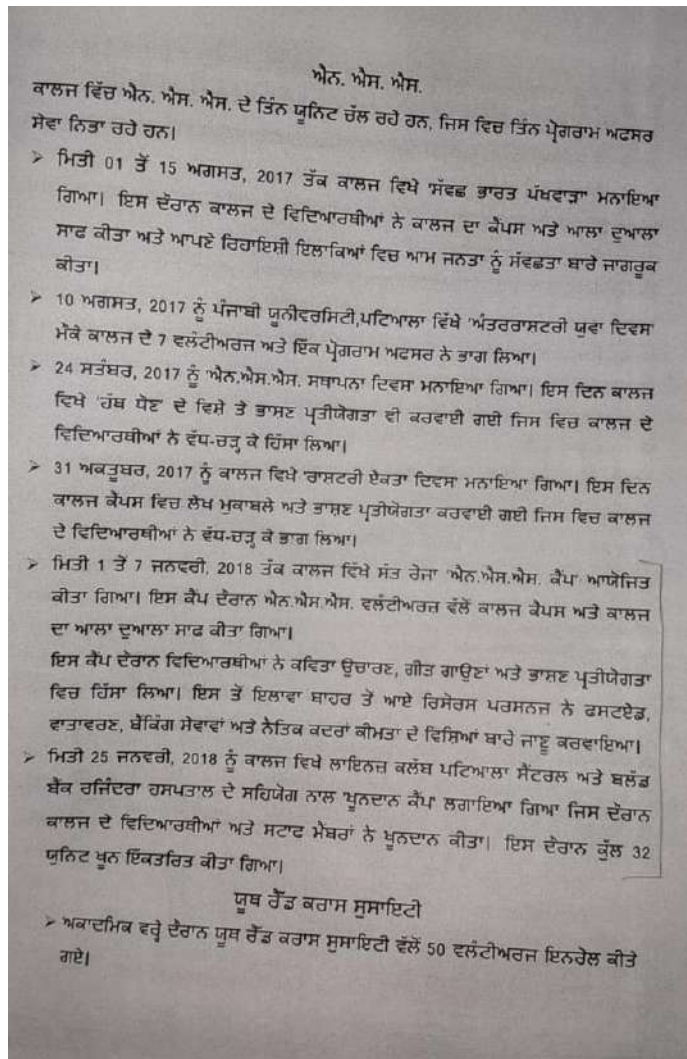 ਐਨ. ਐਸ. ਐਸ.
ਕਾਲਜ ਵਿੱਚ ਐਨ. ਐਸ. ਐਸ. ਦੇ ਤਿੰਨ ਯੂਨਿਟ ਚੱਲ ਰਹੇ ਹਨ, ਜਿਸ ਵਿਚ ਤਿੰਨ ਪ੍ਰੋਗਰਾਮ ਅਫਸਰ
ਸੇਵਾ ਨਿਭਾ ਰਹੇ ਹਨ।
➢ ਮਿਤੀ 01 ਤੋਂ 15 ਅਗਸਤ, 2017 ਤੱਕ ਕਾਲਜ ਵਿਖੇ 'ਸੱਵਛ ਭਾਰਤ ਪੱਖਵਾੜਾ' ਮਨਾਇਆ
ਗਿਆ। ਇਸ ਦੌਰਾਨ ਕਾਲਜ ਦੇ ਵਿਦਿਆਰਥੀਆਂ ਨੇ ਕਾਲਜ ਦਾ ਕੈਂਪਸ ਅਤੇ ਆਲਾ ਦੁਆਲਾ
ਸਾਫ ਕੀਤਾ ਅਤੇ ਆਪਣੇ ਰਿਹਾਇਸ਼ੀ ਇਲਾਕਿਆਂ ਵਿਚ ਆਮ ਜਨਤਾ ਨੂੰ ਸੱਵਛਤਾ ਬਾਰੇ ਜਾਗਰੂਕ
ਕੀਤਾ।
➢ 10 ਅਗਸਤ, 2017 ਨੂੰ ਪੰਜਾਬੀ ਯੂਨੀਵਰਸਿਟੀ,ਪਟਿਆਲਾ ਵਿੱਖੇ 'ਅੰਤਰਰਾਸ਼ਟਰੀ ਯੁਵਾ ਦਿਵਸ'
ਮੌਕੇ ਕਾਲਜ ਦੇ 7 ਵਲੰਟੀਅਰਜ ਅਤੇ ਇੱਕ ਪ੍ਰੋਗਰਾਮ ਅਫਸਰ ਨੇ ਭਾਗ ਲਿਆ।
➢ 24 ਸਤੰਬਰ, 2017 ਨੂੰ 'ਐਨ.ਐਸ.ਐਸ. ਸਥਾਪਨਾ ਦਿਵਸ' ਮਨਾਇਆ ਗਿਆ। ਇਸ ਦਿਨ ਕਾਲਜ
ਵਿਖੇ 'ਹੱਥ ਧੋਣ' ਦੇ ਵਿਸ਼ੇ ਤੇ ਭਾਸਣ ਪ੍ਰਤੀਯੋਗਤਾ ਵੀ ਕਰਵਾਈ ਗਈ ਜਿਸ ਵਿਚ ਕਾਲਜ ਦੇ
ਵਿਦਿਆਰਥੀਆਂ ਨੇ ਵੱਧ-ਚੜ੍ਹ ਕੇ ਹਿੱਸਾ ਲਿਆ।
➢ 31 ਅਕਤੂਬਰ, 2017 ਨੂੰ ਕਾਲਜ ਵਿਖੇ 'ਰਾਸ਼ਟਰੀ ਏਕਤਾ ਦਿਵਸ' ਮਨਾਇਆ ਗਿਆ। ਇਸ ਦਿਨ
ਕਾਲਜ ਕੈਂਪਸ ਵਿਚ ਲੇਖ ਮੁਕਾਬਲੇ ਅਤੇ ਭਾਸ਼ਣ ਪ੍ਰਤੀਯੋਗਤਾ ਕਰਵਾਈ ਗਈ ਜਿਸ ਵਿਚ ਕਾਲਜ
ਦੇ ਵਿਦਿਆਰਥੀਆਂ ਨੇ ਵੱਧ-ਚੜ੍ਹ ਕੇ ਭਾਗ ਲਿਆ।
➢ ਮਿਤੀ 1 ਤੋਂ 7 ਜਨਵਰੀ, 2018 ਤੱਕ ਕਾਲਜ ਵਿੱਖੇ ਸੱਤ ਰੋਜਾ 'ਐਨ.ਐਸ.ਐਸ. ਕੈਂਪ' ਆਯੋਜਿਤ
ਕੀਤਾ ਗਿਆ। ਇਸ ਕੈਂਪ ਦੌਰਾਨ ਐਨ.ਐਸ.ਐਸ. ਵਲੰਟੀਅਰਜ਼ ਵੱਲੋਂ ਕਾਲਜ ਕੈਂਪਸ ਅਤੇ ਕਾਲਜ
ਦਾ ਆਲਾ ਦੁਆਲਾ ਸਾਫ ਕੀਤਾ ਗਿਆ।
ਇਸ ਕੈਂਪ ਦੌਰਾਨ ਵਿਦਿਆਰਥੀਆਂ ਨੇ ਕਵਿਤਾ ਉਚਾਰਣ, ਗੀਤ ਗਾਉਣਾਂ ਅਤੇ ਭਾਸ਼ਣ ਪ੍ਰਤੀਯੋਗਤਾ
ਵਿਚ ਹਿੱਸਾ ਲਿਆ। ਇਸ ਤੋਂ ਇਲਾਵਾ ਬਾਹਰ ਤੋਂ ਆਏ ਰਿਸੋਰਸ ਪਰਸਨਜ਼ ਨੇ ਫਸਟਏਡ,
ਵਾਤਾਵਰਣ, ਬੈਂਕਿੰਗ ਸੇਵਾਵਾਂ ਅਤੇ ਨੈਤਿਕ ਕਦਰਾਂ ਕੀਮਤਾ ਦੇ ਵਿਸ਼ਿਆਂ ਬਾਰੇ ਜਾਣੂ ਕਰਵਾਇਆ।
➢ ਮਿਤੀ 25 ਜਨਵਰੀ, 2018 ਨੂੰ ਕਾਲਜ ਵਿਖੇ ਲਾਇਨਜ਼ ਕਲੱਬ ਪਟਿਆਲਾ ਸੈਂਟਰਲ ਅਤੇ ਬਲੱਡ
ਬੈਂਕ ਰਜਿੰਦਰਾ ਹਸਪਤਾਲ ਦੇ ਸਹਿਯੋਗ ਨਾਲ 'ਖੂਨਦਾਨ ਕੈਂਪ' ਲਗਾਇਆ ਗਿਆ ਜਿਸ ਦੌਰਾਨ
ਕਾਲਜ ਦੇ ਵਿਦਿਆਰਥੀਆਂ ਅਤੇ ਸਟਾਫ ਮੈਂਬਰਾਂ ਨੇ ਖੂਨਦਾਨ ਕੀਤਾ। ਇਸ ਦੌਰਾਨ ਕੁੱਲ 32
ਯੁਨਿਟ ਖੂਨ ਇੱਕਤਰਿਤ ਕੀਤਾ ਗਿਆ।
ਯੂਥ ਰੈੱਡ ਕਰਾਸ ਸੁਸਾਇਟੀ
➢ ਅਕਾਦਮਿਕ ਵਰ੍ਹੇ ਦੌਰਾਨ ਯੂਥ ਰੈੱਡ ਕਰਾਸ ਸੁਸਾਇਟੀ ਵੱਲੋਂ 50 ਵਲੰਟੀਅਰਜ ਇਨਰੋਲ ਕੀਤੇ
ਗਏ।